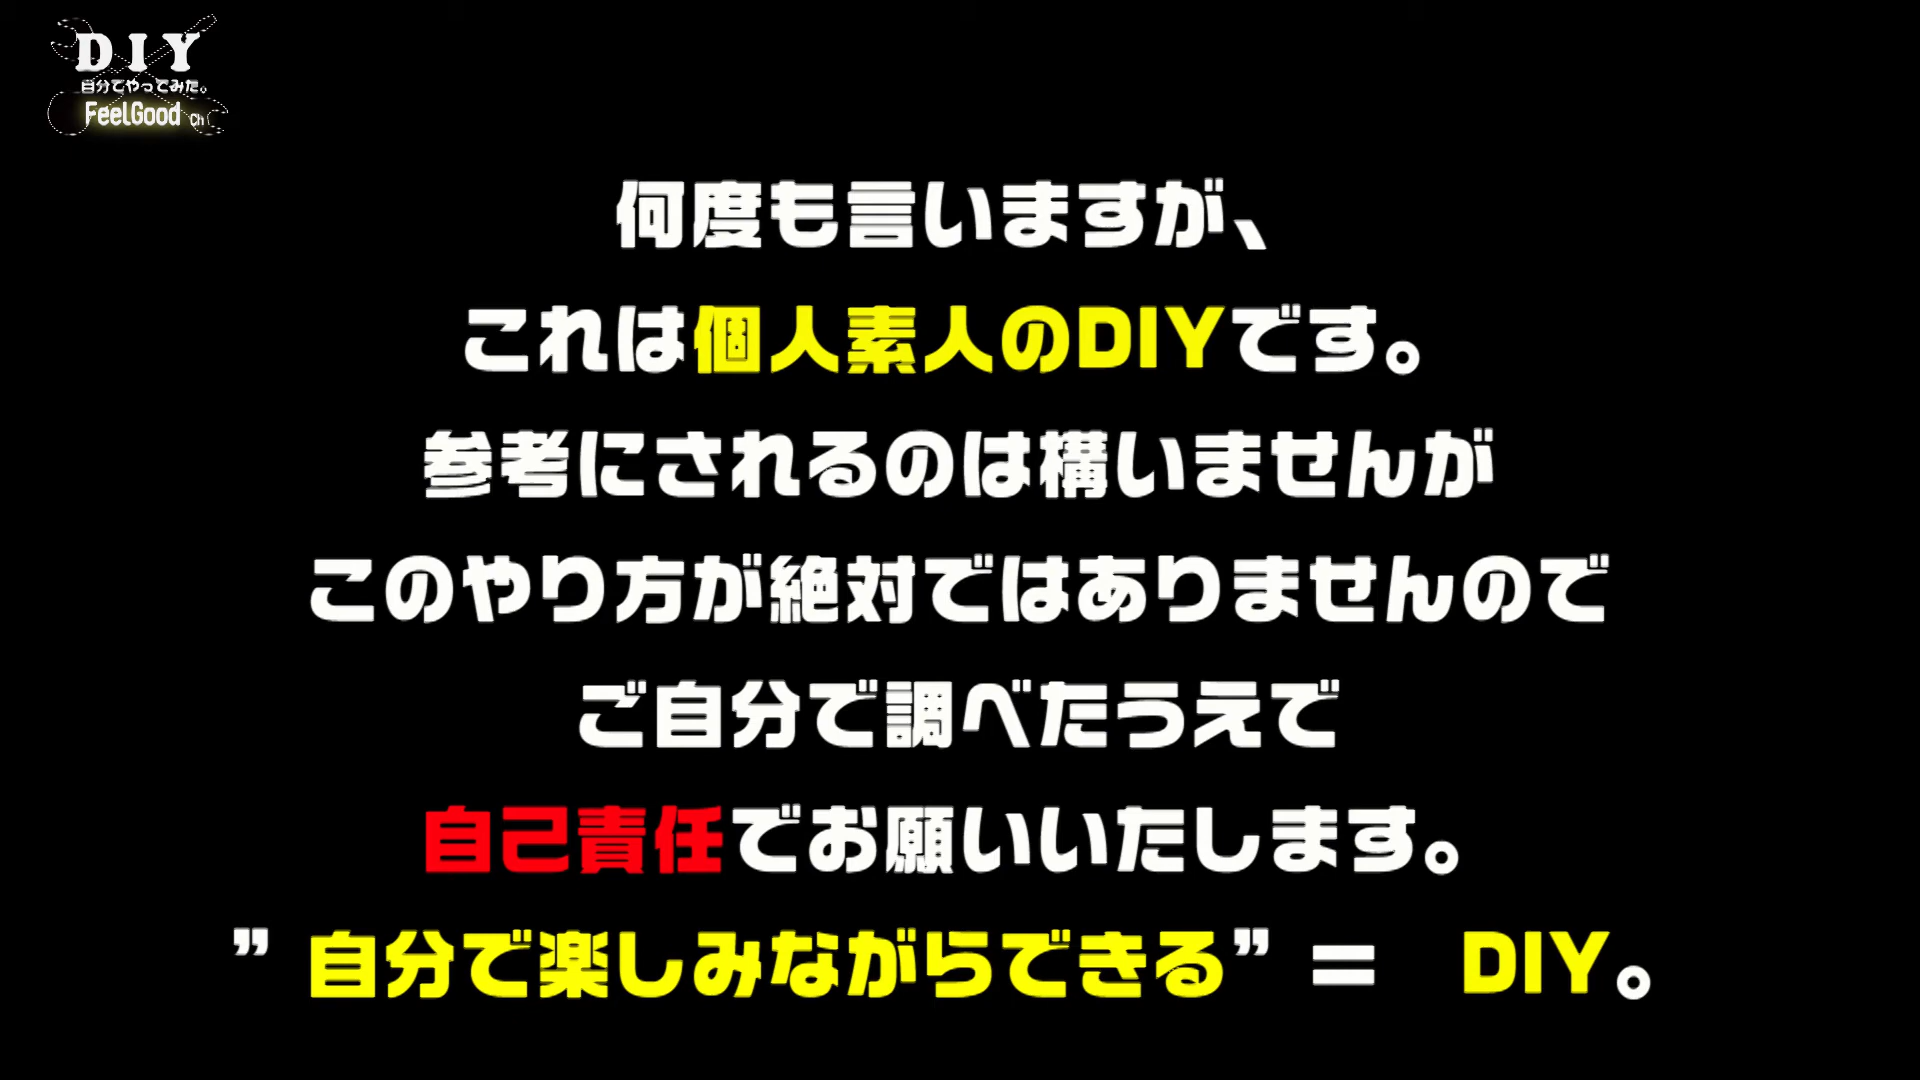 DIY
自分でやってみた。
FeelGood Ch
何度も言いますが、
これは個人素人のDIYです。
参考にされるのは構いませんが
このやり方が絶対ではありませんので
ご自分で調べたうえで
自己責任でお願いいたします。
”自分で楽しみながらできる” ＝ DIY。